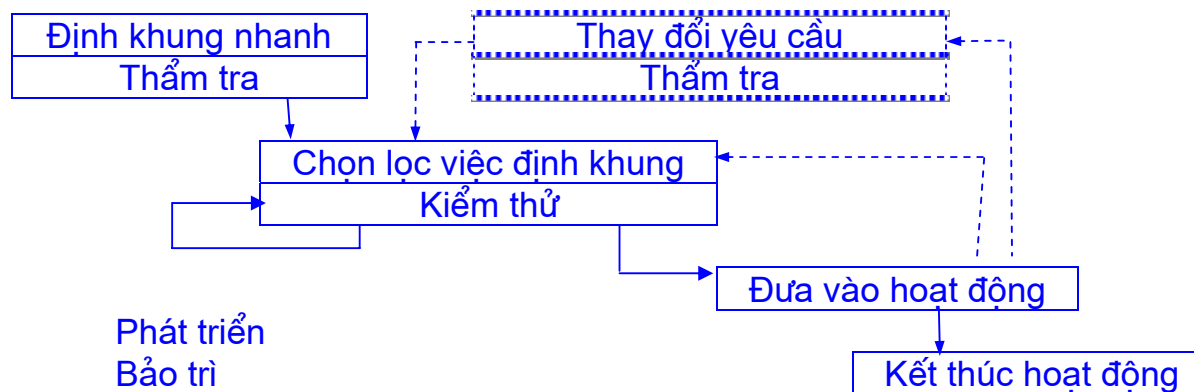 Định khung nhanh
Thẩm tra
Thay đổi yêu cầu
Thẩm tra
Chọn lọc việc định khung
Kiểm thử
Đưa vào hoạt động
Phát triển
Bảo trì
Kết thúc hoạt động